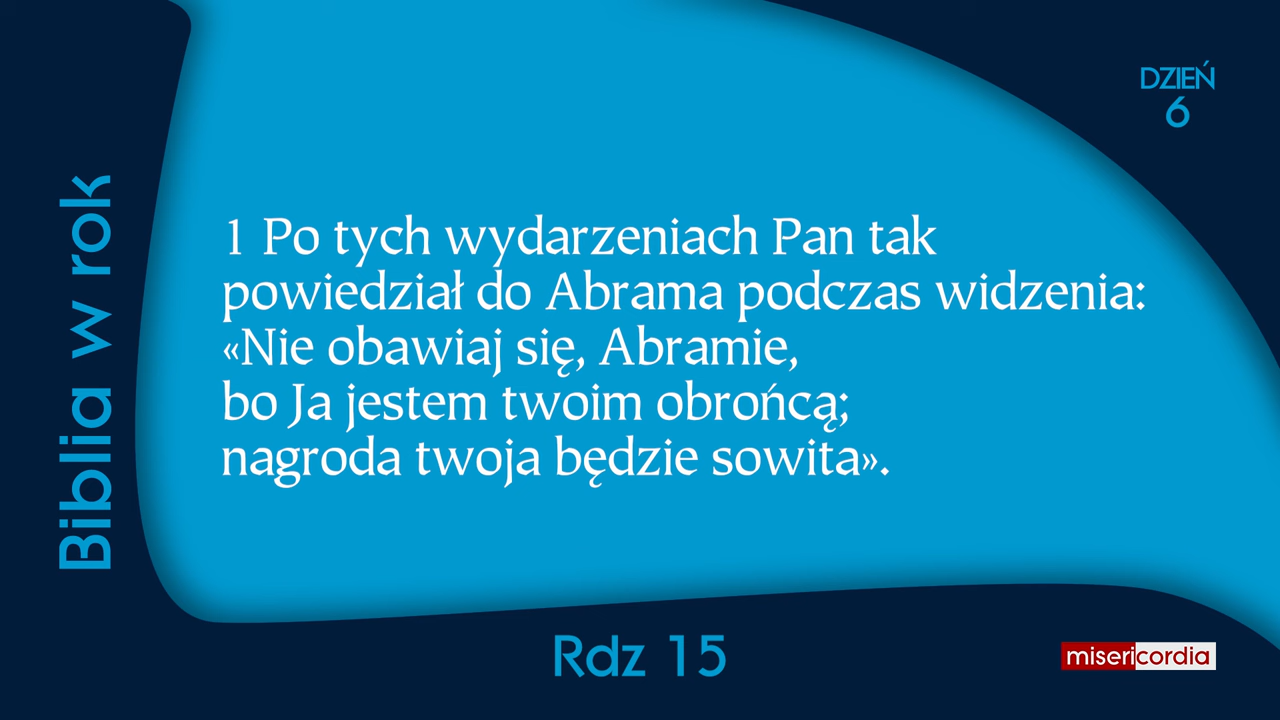 DZIEŃ
6
Biblia w rok
1 Po tych wydarzeniach Pan tak
powiedział do Abrama podczas widzenia:
«Nie obawiaj się, Abramie,
bo Ja jestem twoim obrońcą;
nagroda twoja będzie sowita».
Rdz 15
misericordia